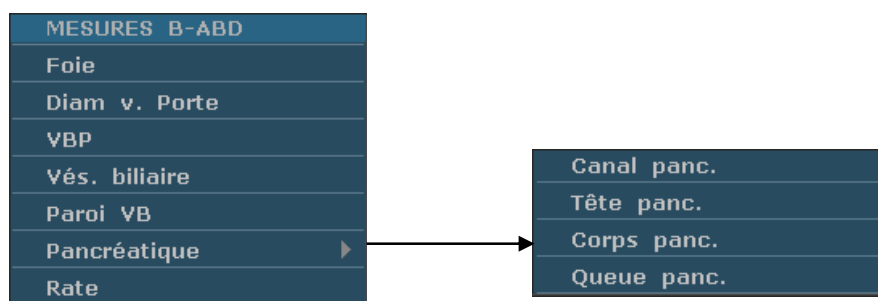 MESURES B-ABD
Foie
Diam v. Porte
VBP
Vés. biliaire
Paroi VB
Pancréatique
Rate
Canal panc.
Tête panc.
Corps panc.
Queue panc.